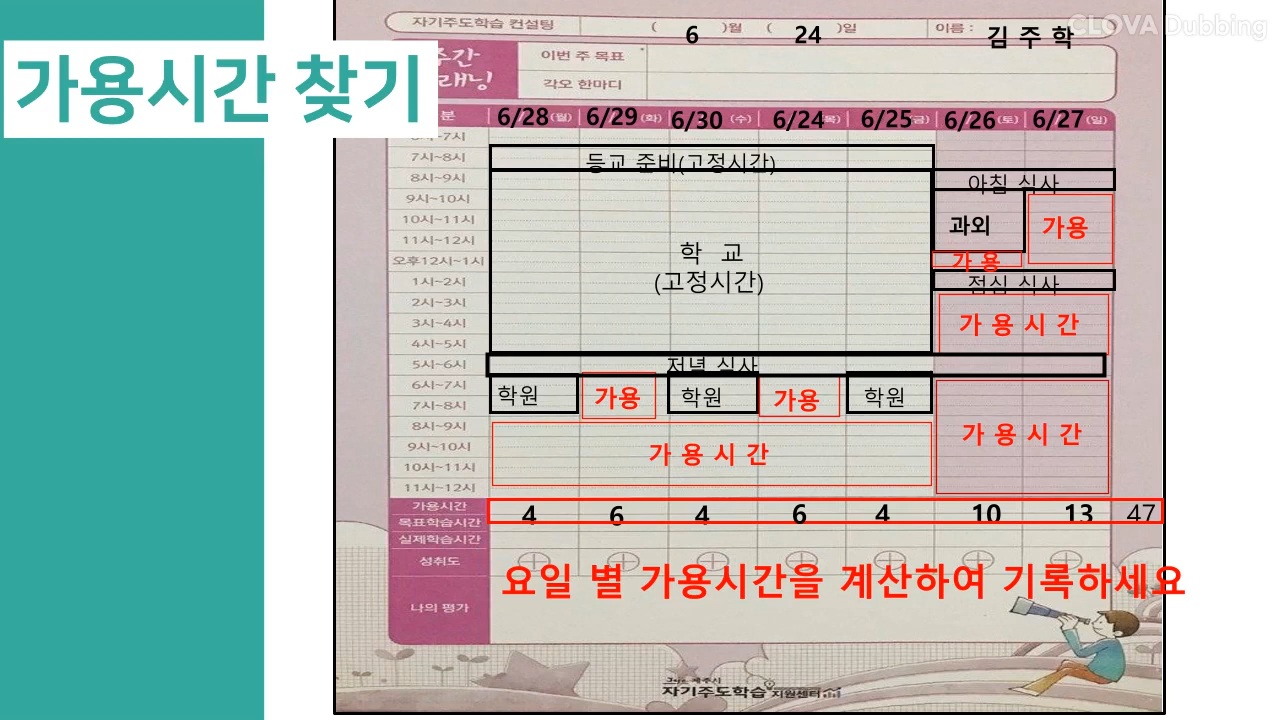 CLOVA Dubbing
가용시간 찾기
자기주도학습 컨설팅 ( 6 )월 ( 24 )일 이름 : 김 주 학
이번 주 목표
각오 한마디
분 6/28 (월) 6/29 (화) 6/30 (수) 6/24 (목) 6/25 (금) 6/26 (토) 6/27 (일)
7시~8시 등교 준비(고정시간)
8시~9시 아침 식사
9시~10시
10시~11시 과외 가용
11시~12시 학 교
오후12시~1시 가 용
1시~2시 (고정시간) 점심 식사
2시~3시
3시~4시 가 용 시 간
4시~5시
5시~6시 저녁 식사
6시~7시 학원 가용 학원 가용 학원
7시~8시
8시~9시 가 용 시 간
9시~10시 가 용 시 간
10시~11시
11시~12시
가용시간 4 6 4 6 4 10 13 47
목표학습시간
실제학습시간
성취도
요일 별 가용시간을 계산하여 기록하세요
나의 평가
자기주도학습 지원센터